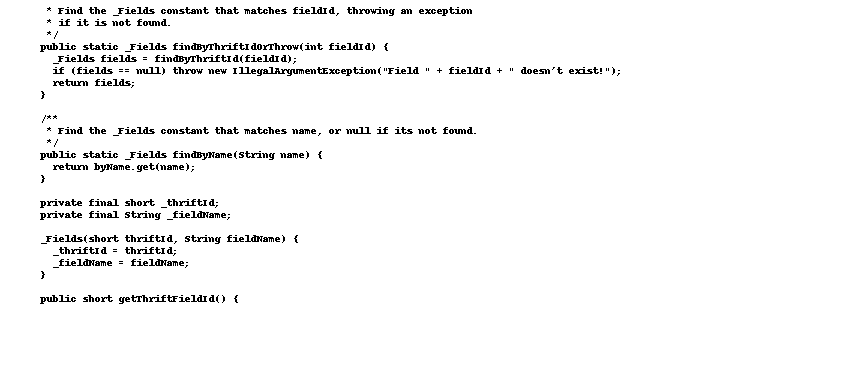 * Find the _Fields constant that matches fieldId, throwing an exception
* if it is not found.
*/
public static _Fields findByThriftIdOrThrow(int fieldId) {
_Fields fields = findByThriftId(fieldId);
if (fields == null) throw new IllegalArgumentException("Field " + fieldId + " doesn't exist!");
return fields;
}
/**
* Find the _Fields constant that matches name, or null if its not found.
*/
public static _Fields findByName(String name) {
return byName.get(name);
}
private final short _thriftId;
private final String _fieldName;
_Fields(short thriftId, String fieldName) {
_thriftId = thriftId;
_fieldName = fieldName;
}
public short getThriftFieldId() {